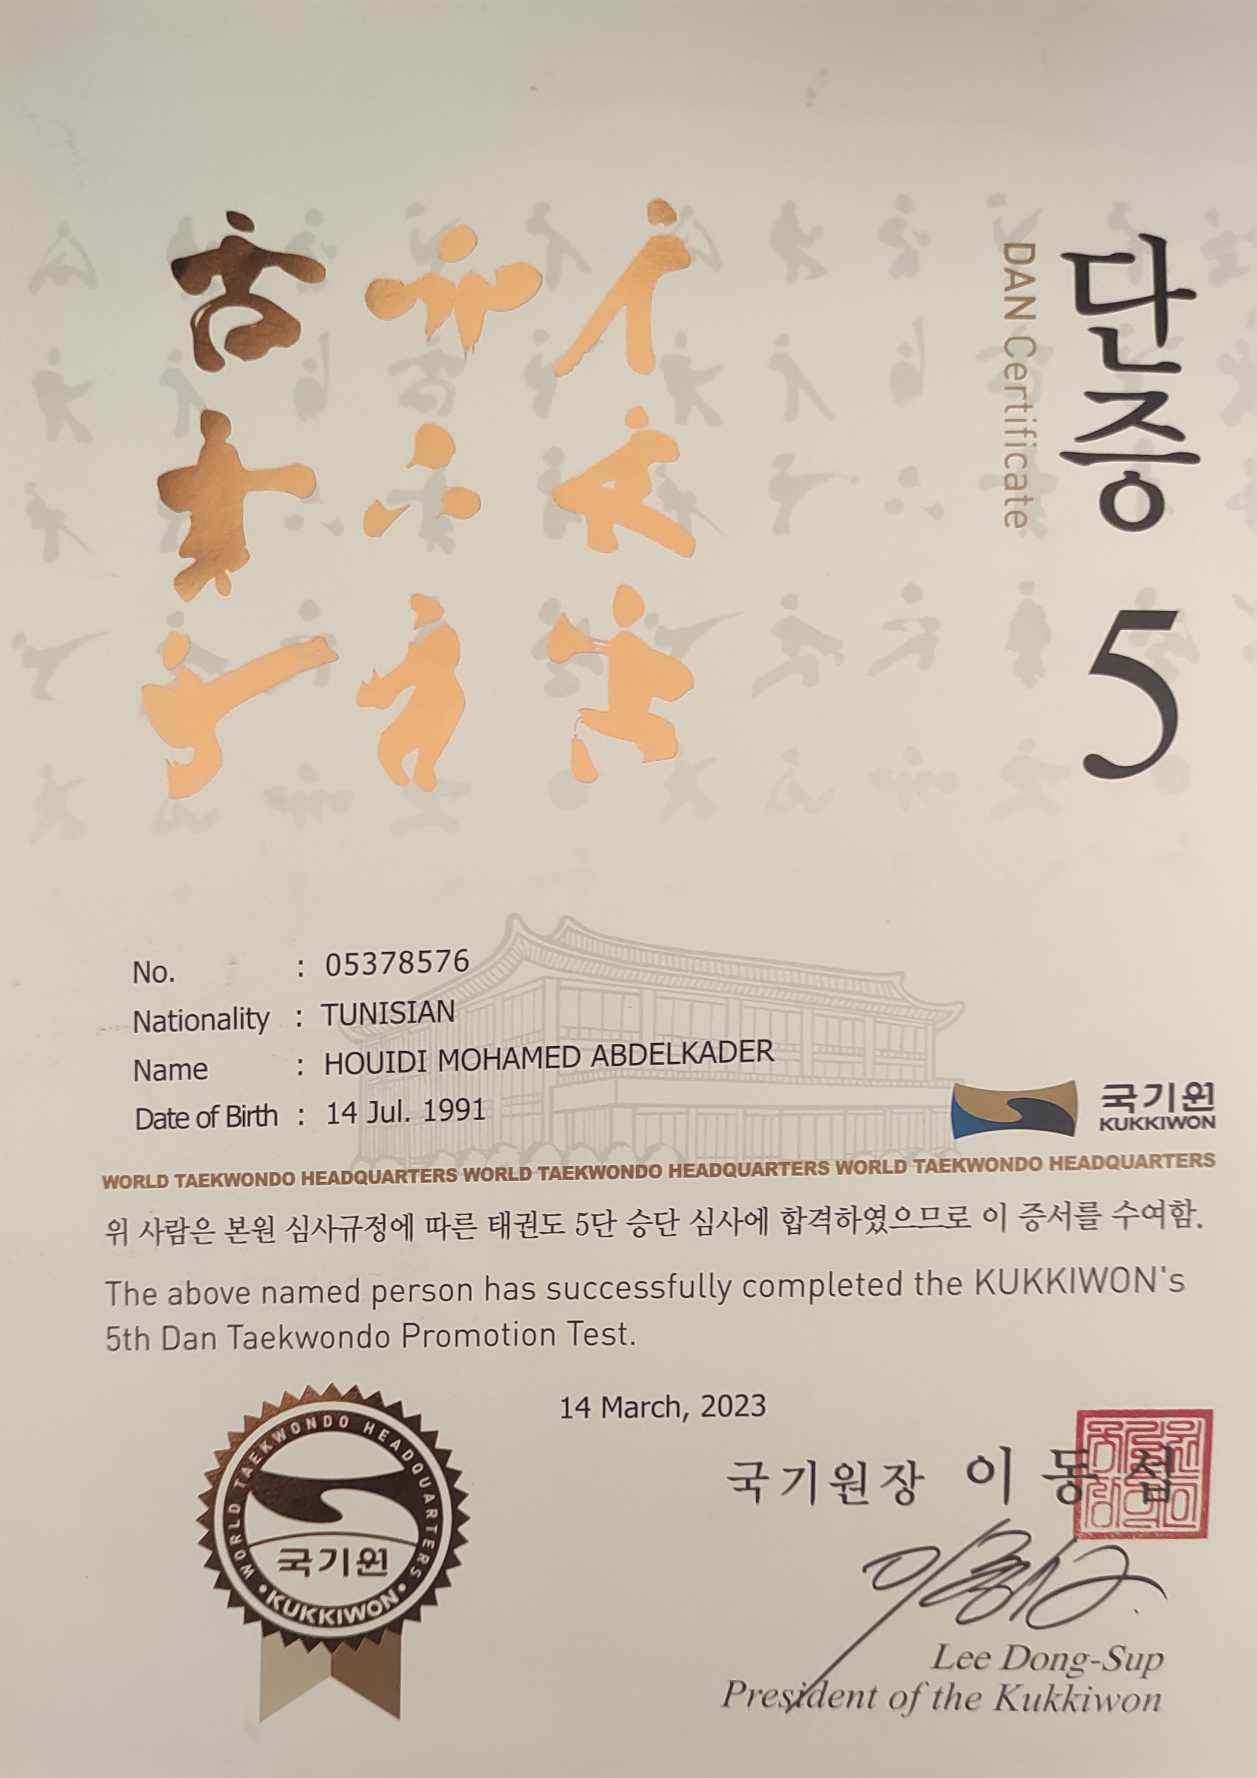 단증 5
DAN Certificate
No. : 05378576
Nationality : TUNISIAN
Name : HOUIDI MOHAMED ABDELKADER
Date of Birth : 14 Jul. 1991
국기원
KUKKIWON
WORLD TAEKWONDO HEADQUARTERS WORLD TAEKWONDO HEADQUARTERS WORLD TAEKWONDO HEADQUARTERS
위 사람은 본원 심사규정에 따른 태권도 5단 승단 심사에 합격하였으므로 이 증서를 수여함.
The above named person has successfully completed the KUKKIWON's
5th Dan Taekwondo Promotion Test.
14 March, 2023
WORLD TAEKWONDO HEADQUARTERS
국기원
• KUKKIWON •
국기원장 이동섭
Lee Dong-Sup
President of the Kukkiwon